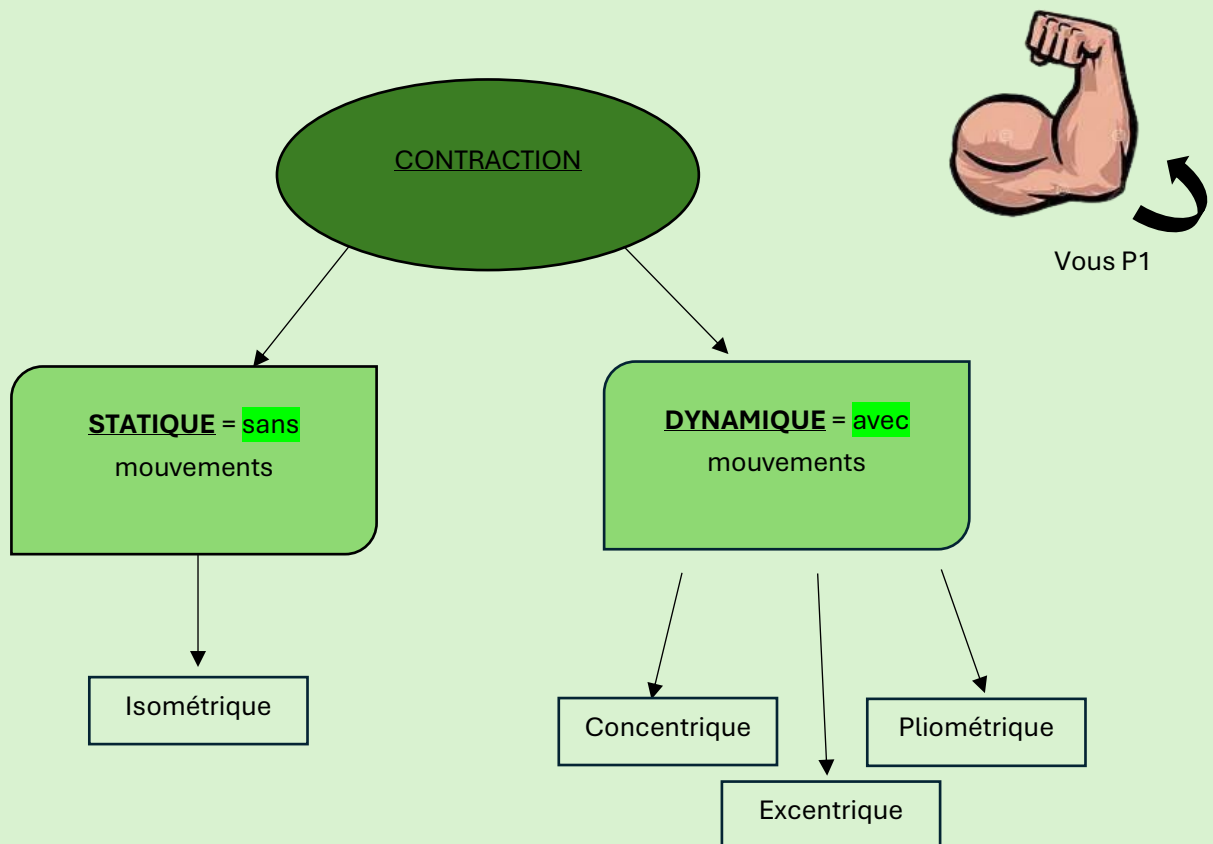 CONTRACTION
Vous P1
STATIQUE = sans
mouvements
DYNAMIQUE = avec
mouvements
Isométrique
Concentrique
Pliométrique
Excentrique